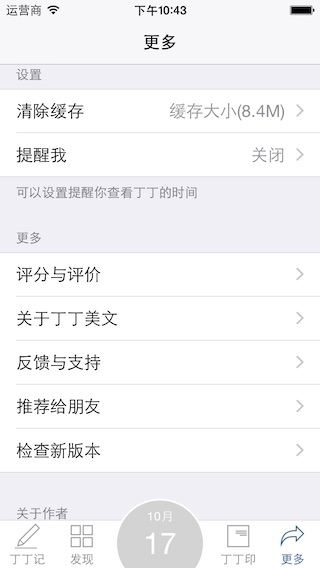 运营商 下午10:43
更多
设置
清除缓存 缓存大小(8.4M)
提醒我 关闭
可以设置提醒你查看丁丁的时间
更多
评分与评价
关于丁丁美文
反馈与支持
推荐给朋友
检查新版本
关于作者
10月
17
丁丁记 发现 丁丁印 更多